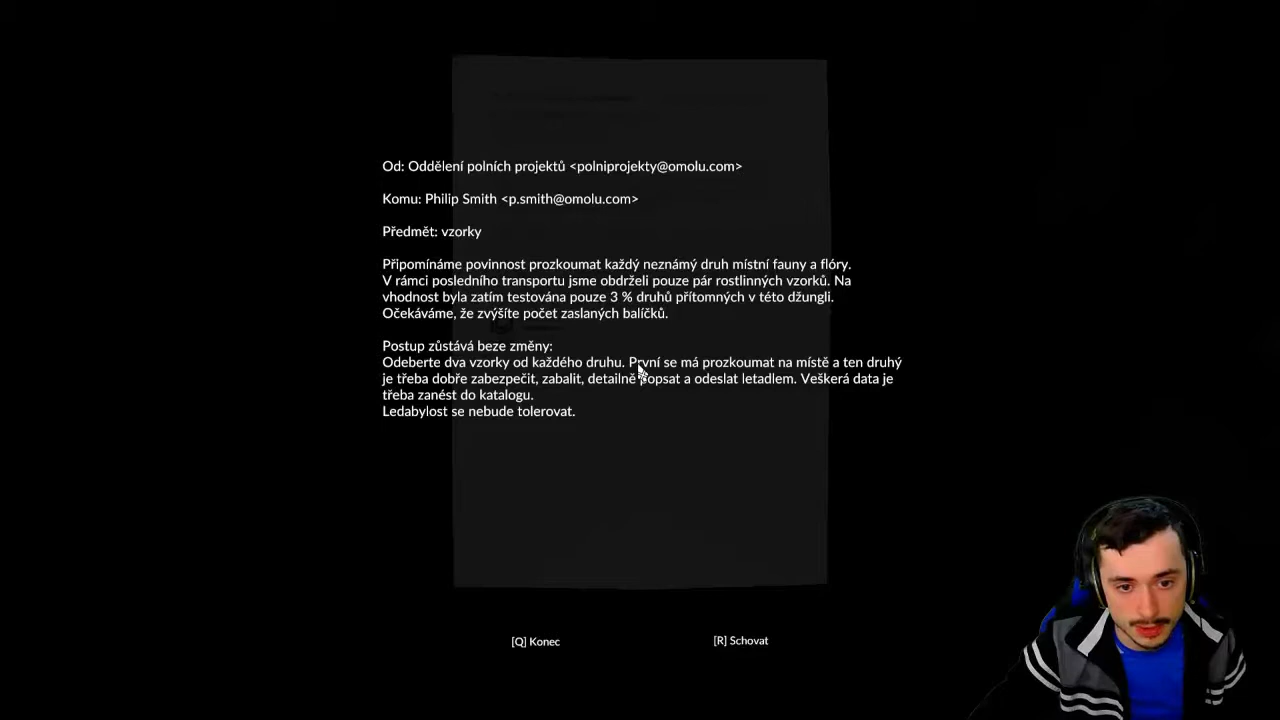 Od: Oddělení polních projektů <polniprojekty@omolu.com>
Komu: Philip Smith <p.smith@omolu.com>
Předmět: vzorky
Připomínáme povinnost prozkoumat každý neznámý druh místní fauny a flóry.
V rámci posledního transportu jsme obdrželi pouze pár rostlinných vzorků. Na
vhodnost byla zatím testována pouze 3 % druhů přítomných v této džungli.
Očekáváme, že zvýšíte počet zaslaných balíčků.
Postup zůstává beze změny:
Odeberte dva vzorky od každého druhu. První se má prozkoumat na místě a ten druhý
je třeba dobře zabezpečit, zabalit, detailně popsat a odeslat letadlem. Veškerá data je
třeba zanést do katalogu.
Ledabylost se nebude tolerovat.
[Q] Konec
[R] Schovat